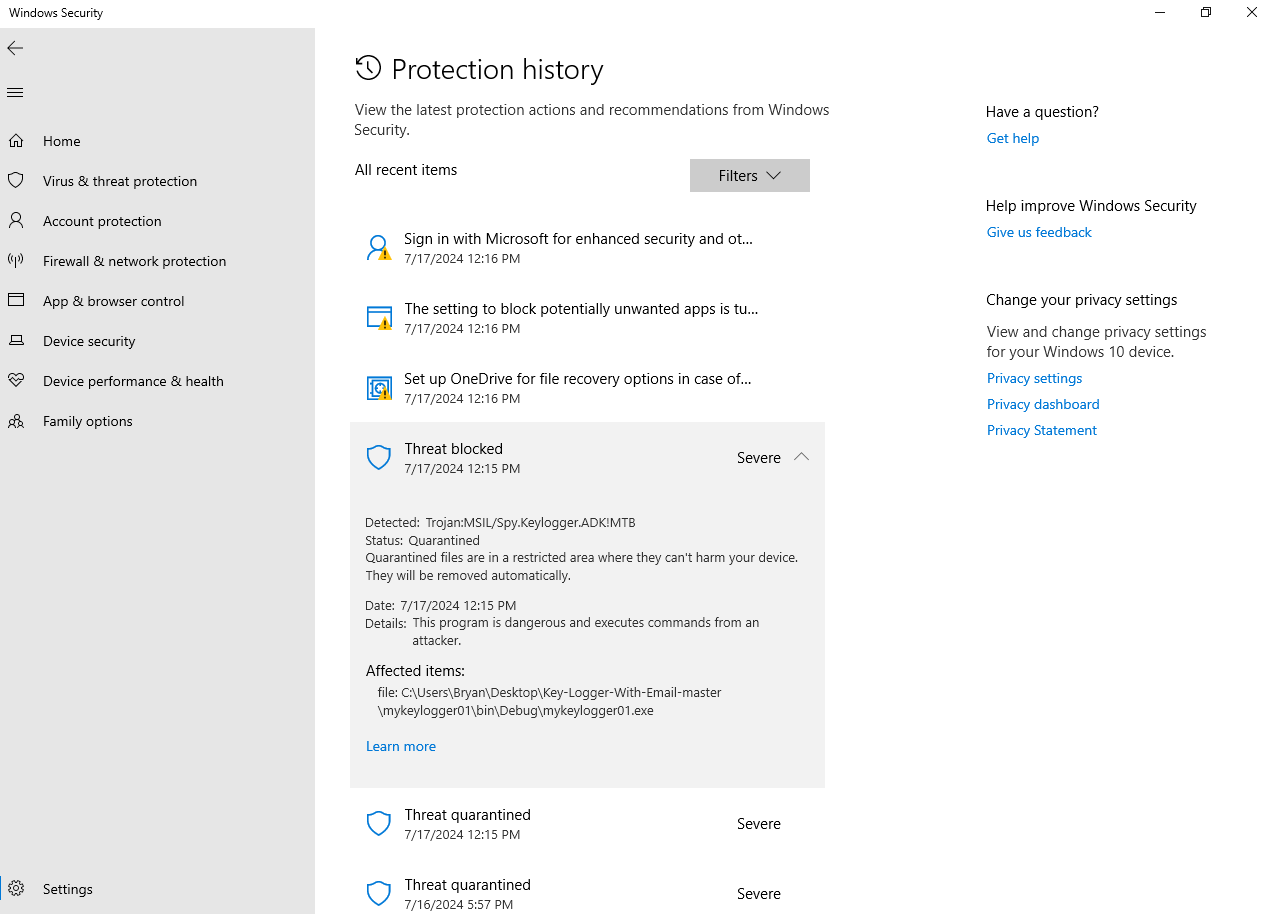 Windows Security
Home
Virus & threat protection
Account protection
Firewall & network protection
App & browser control
Device security
Device performance & health
Family options
Settings
Protection history
View the latest protection actions and recommendations from Windows
Security.
All recent items
Filters
Sign in with Microsoft for enhanced security and ot...
7/17/2024 12:16 PM
The setting to block potentially unwanted apps is tu...
7/17/2024 12:16 PM
Set up OneDrive for file recovery options in case of...
7/17/2024 12:16 PM
Threat blocked
7/17/2024 12:15 PM
Severe
Detected: Trojan:MSIL/Spy.Keylogger.ADK!MTB
Status: Quarantined
Quarantined files are in a restricted area where they can't harm your device.
They will be removed automatically.
Date: 7/17/2024 12:15 PM
Details: This program is dangerous and executes commands from an
attacker.
Affected items:
file: C:\Users\Bryan\Desktop\Key-Logger-With-Email-master
\mykeylogger01\bin\Debug\mykeylogger01.exe
Learn more
Threat quarantined
7/17/2024 12:15 PM
Severe
Threat quarantined
7/16/2024 5:57 PM
Severe
Have a question?
Get help
Help improve Windows Security
Give us feedback
Change your privacy settings
View and change privacy settings
for your Windows 10 device.
Privacy settings
Privacy dashboard
Privacy Statement